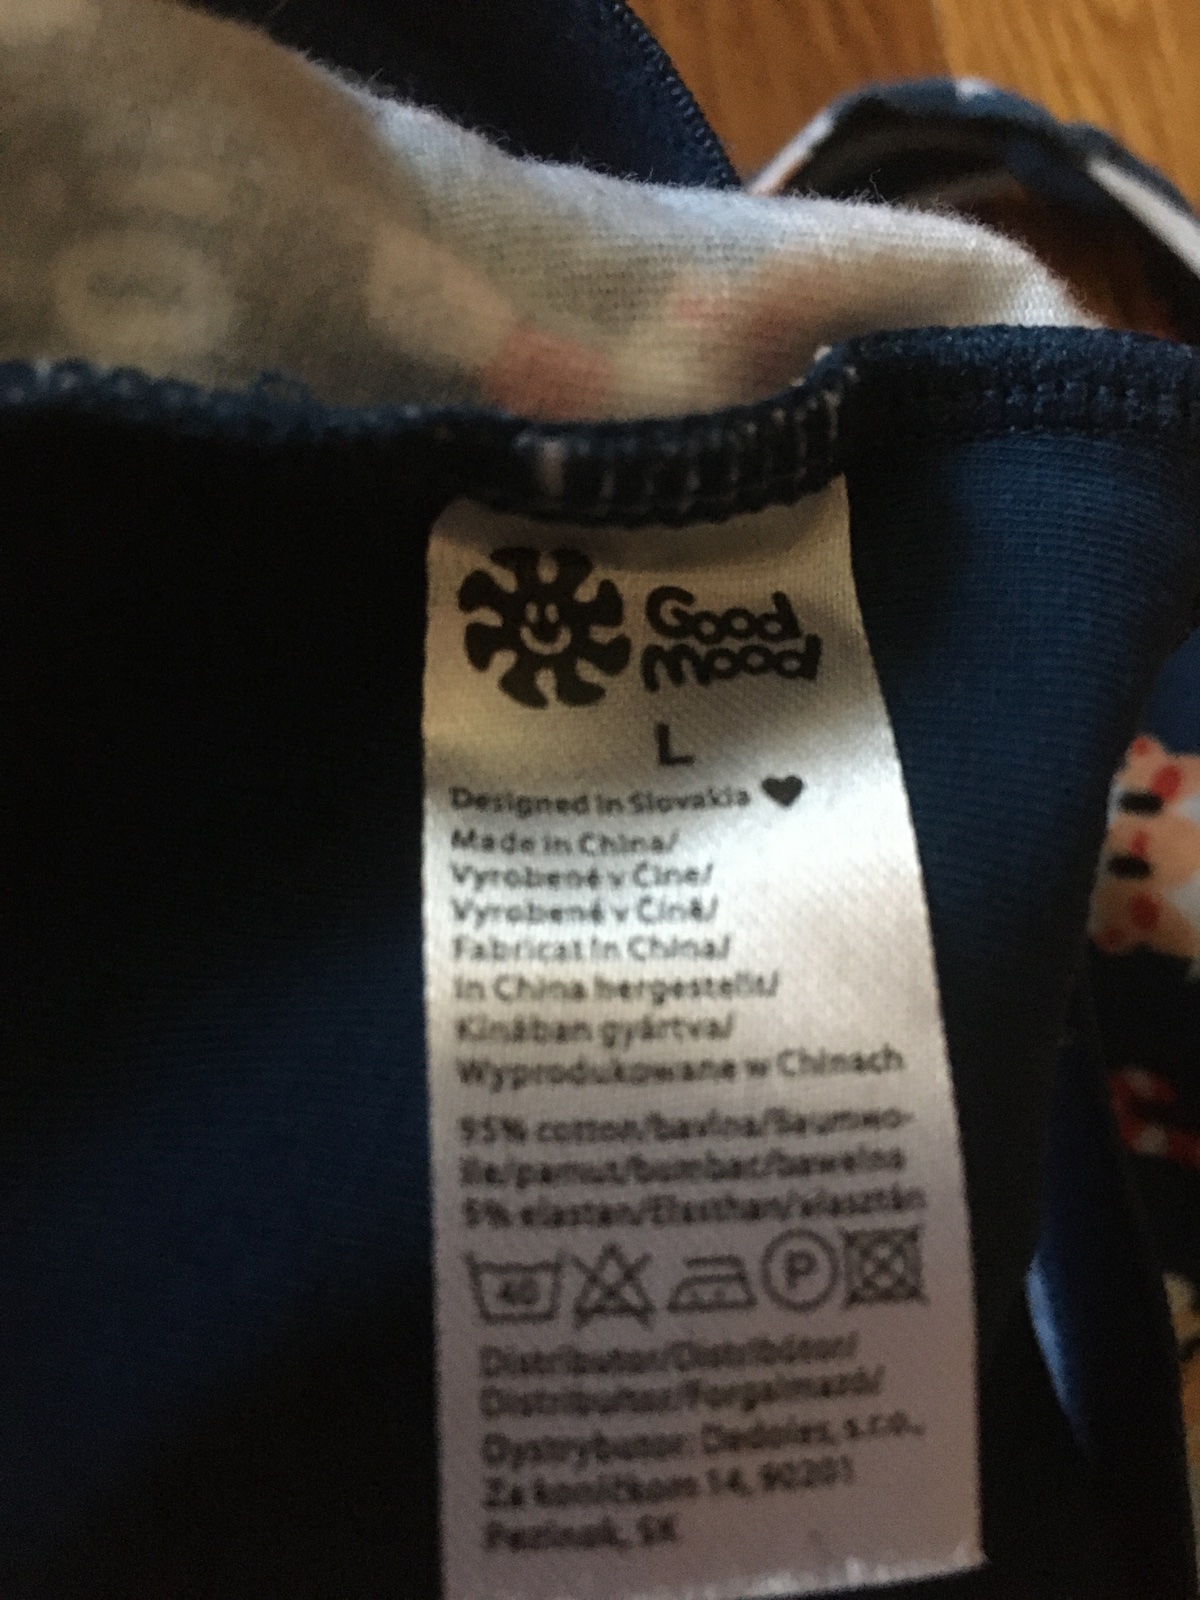 Good
mood
L
Designed in Slovakia
Made in China/
Vyrobené v Číne/
Vyrobené v Číně/
Fabricat în China/
In China hergestellt/
Kínában gyártva/
Wyprodukowane w Chinach
95% cotton/bavlna/Baumwo-
lle/pamut/bumbac/bawełna
5% elastan/Elasthan/elasztán
40
P
Distributor/Distribútor/
Distribuitor/Forgalmazó/
Dystrybutor: Dedoles, s.r.o.,
Za koníčkom 14, 90201
Pezinok, SK